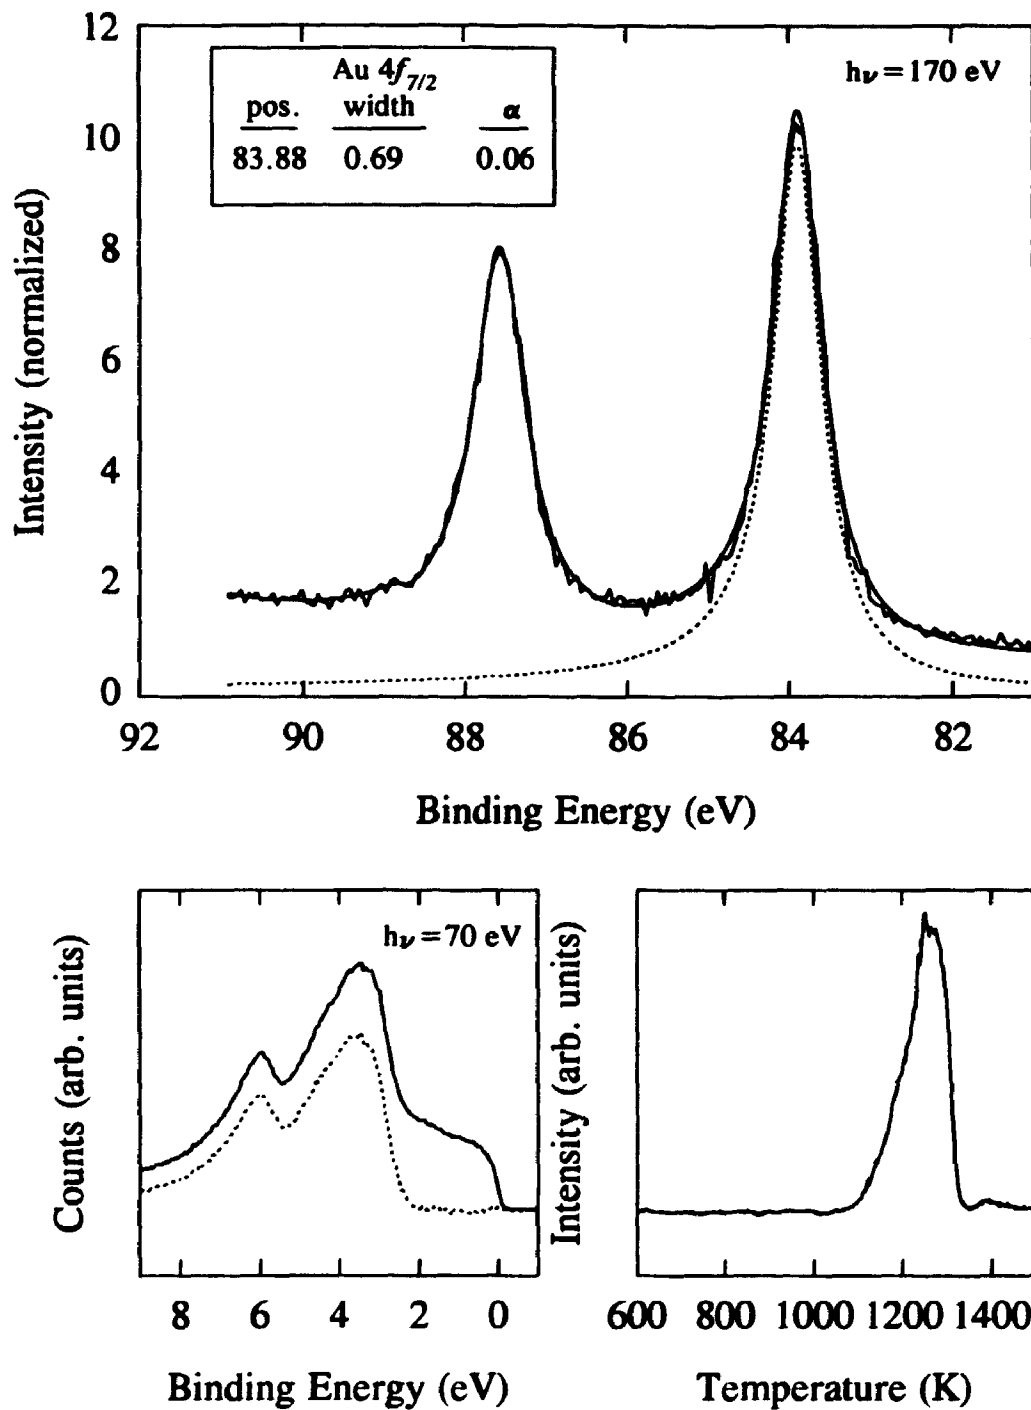 12
10
8
6
4
2
0
Intensity (normalized)
Au 4f7/2
pos. width α
83.88 0.69 0.06
hν = 170 eV
92 90 88 86 84 82
Binding Energy (eV)
Counts (arb. units)
hν = 70 eV
8 6 4 2 0
Binding Energy (eV)
Intensity (arb. units)
600 800 1000 1200 1400
Temperature (K)